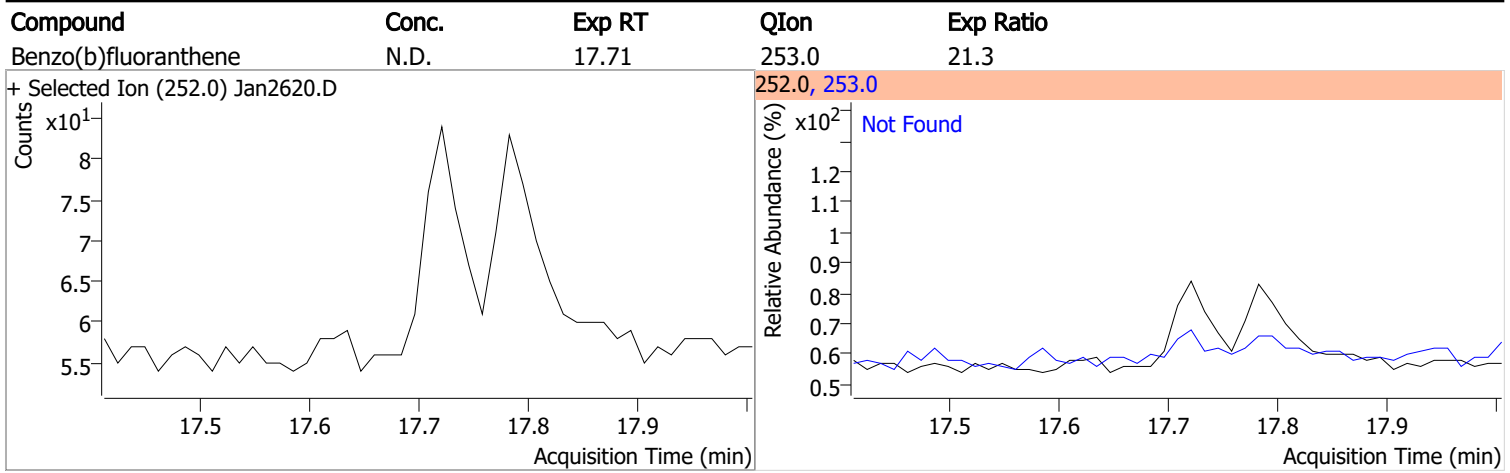 Compound Conc. Exp RT QIon Exp Ratio
Benzo(b)fluoranthene N.D. 17.71 253.0 21.3
+ Selected Ion (252.0) Jan2620.D
Counts
x10¹
8
7.5
7
6.5
6
5.5
17.5 17.6 17.7 17.8 17.9
Acquisition Time (min)
252.0, 253.0
Relative Abundance (%)
x10²
Not Found
1.2
1.1
1
0.9
0.8
0.7
0.6
0.5
17.5 17.6 17.7 17.8 17.9
Acquisition Time (min)